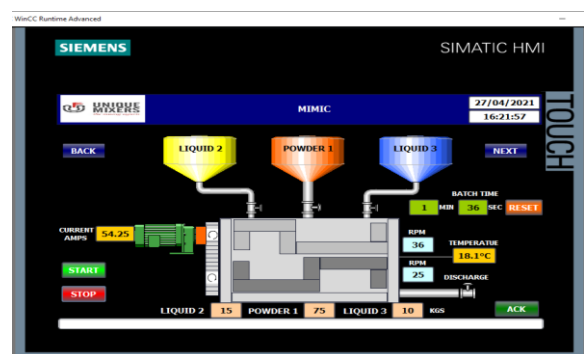 WinCC Runtime Advanced
SIEMENS
SIMATIC HMI
TOUCH
UNIQUE MIXERS
MIMIC
27/04/2021
16:21:57
BACK
LIQUID 2
POWDER 1
LIQUID 3
NEXT
BATCH TIME
1 MIN 36 SEC RESET
CURRENT AMPS 54.25
RPM
36
TEMPERATUE
18.1°C
RPM
25
DISCHARGE
START
STOP
LIQUID 2 15 POWDER 1 75 LIQUID 3 10 KGS
ACK